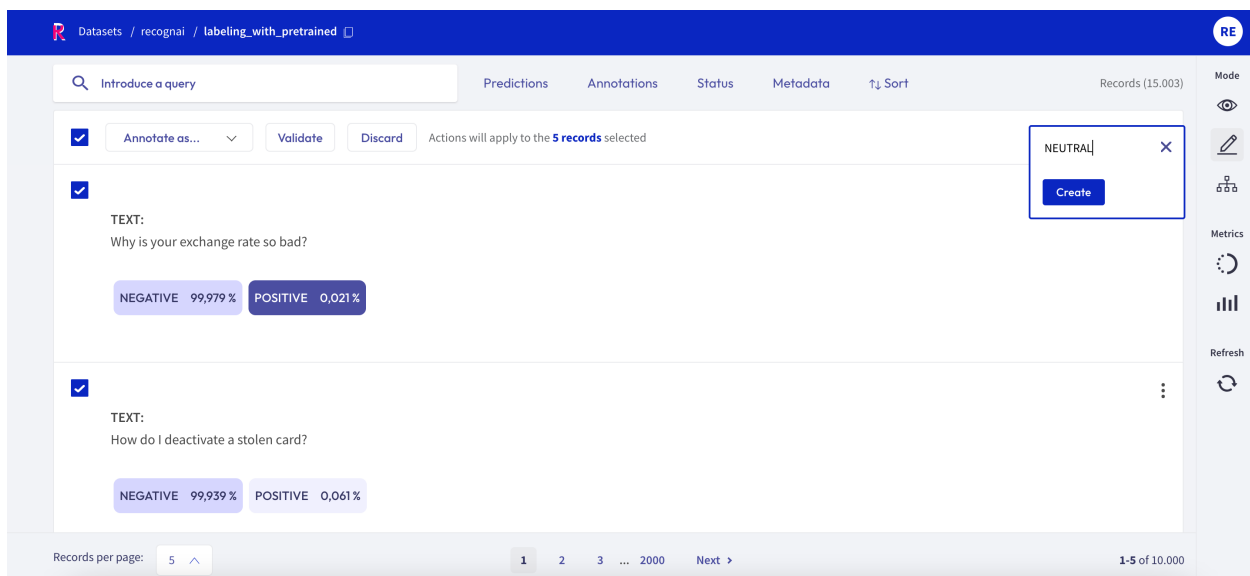 Datasets / recognai / labeling_with_pretrained
RE
Introduce a query
Predictions
Annotations
Status
Metadata
Sort
Records (15.003)
Mode
Annotate as...
Validate
Discard
Actions will apply to the 5 records selected
NEUTRAL
Create
TEXT:
Why is your exchange rate so bad?
NEGATIVE 99,979 %
POSITIVE 0,021 %
Metrics
Refresh
TEXT:
How do I deactivate a stolen card?
NEGATIVE 99,939 %
POSITIVE 0,061 %
Records per page: 5
1 2 3 ... 2000 Next >
1-5 of 10.000